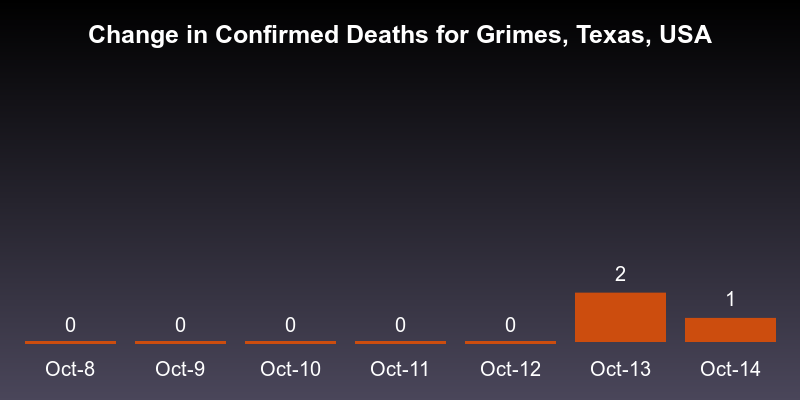 Change in Confirmed Deaths for Grimes, Texas, USA
2
1
0 0 0 0 0
Oct-8 Oct-9 Oct-10 Oct-11 Oct-12 Oct-13 Oct-14